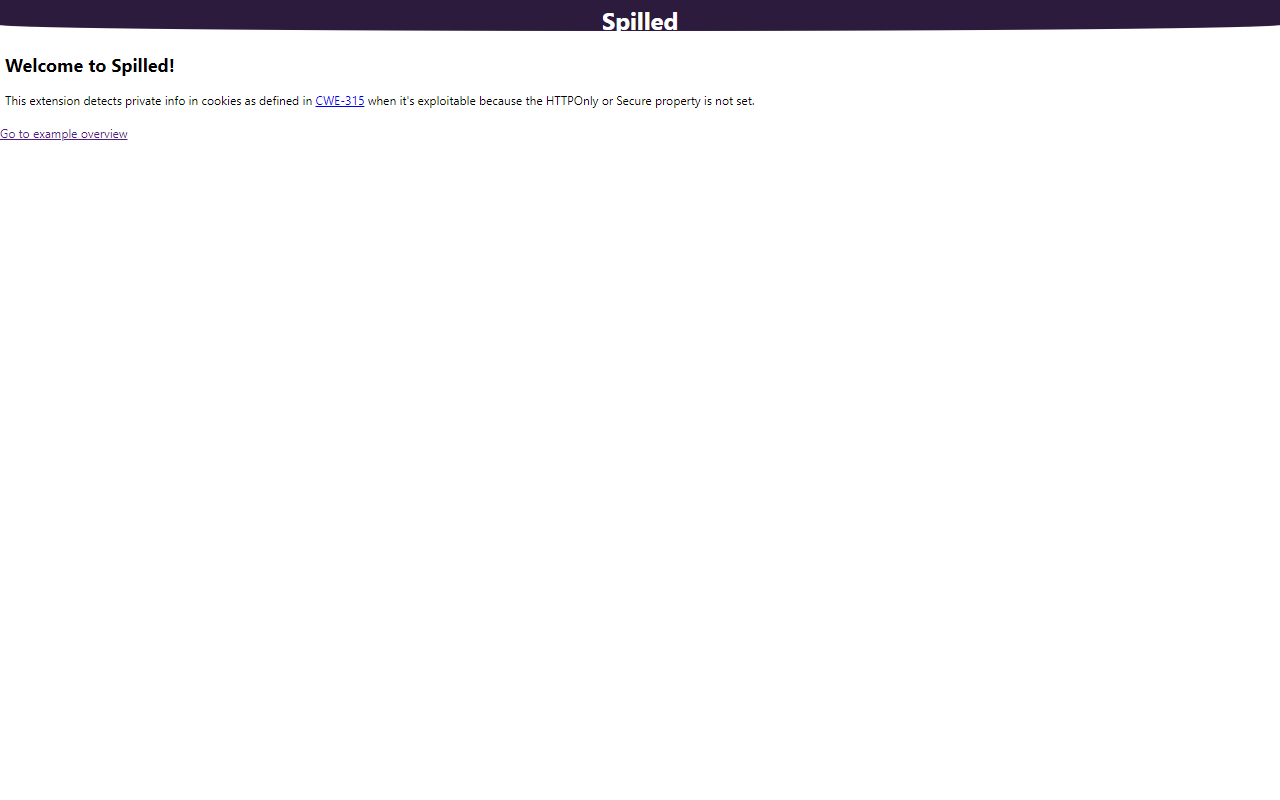 Spilled
Welcome to Spilled!
This extension detects private info in cookies as defined in CWE-315 when it's exploitable because the HTTPOnly or Secure property is not set.
Go to example overview